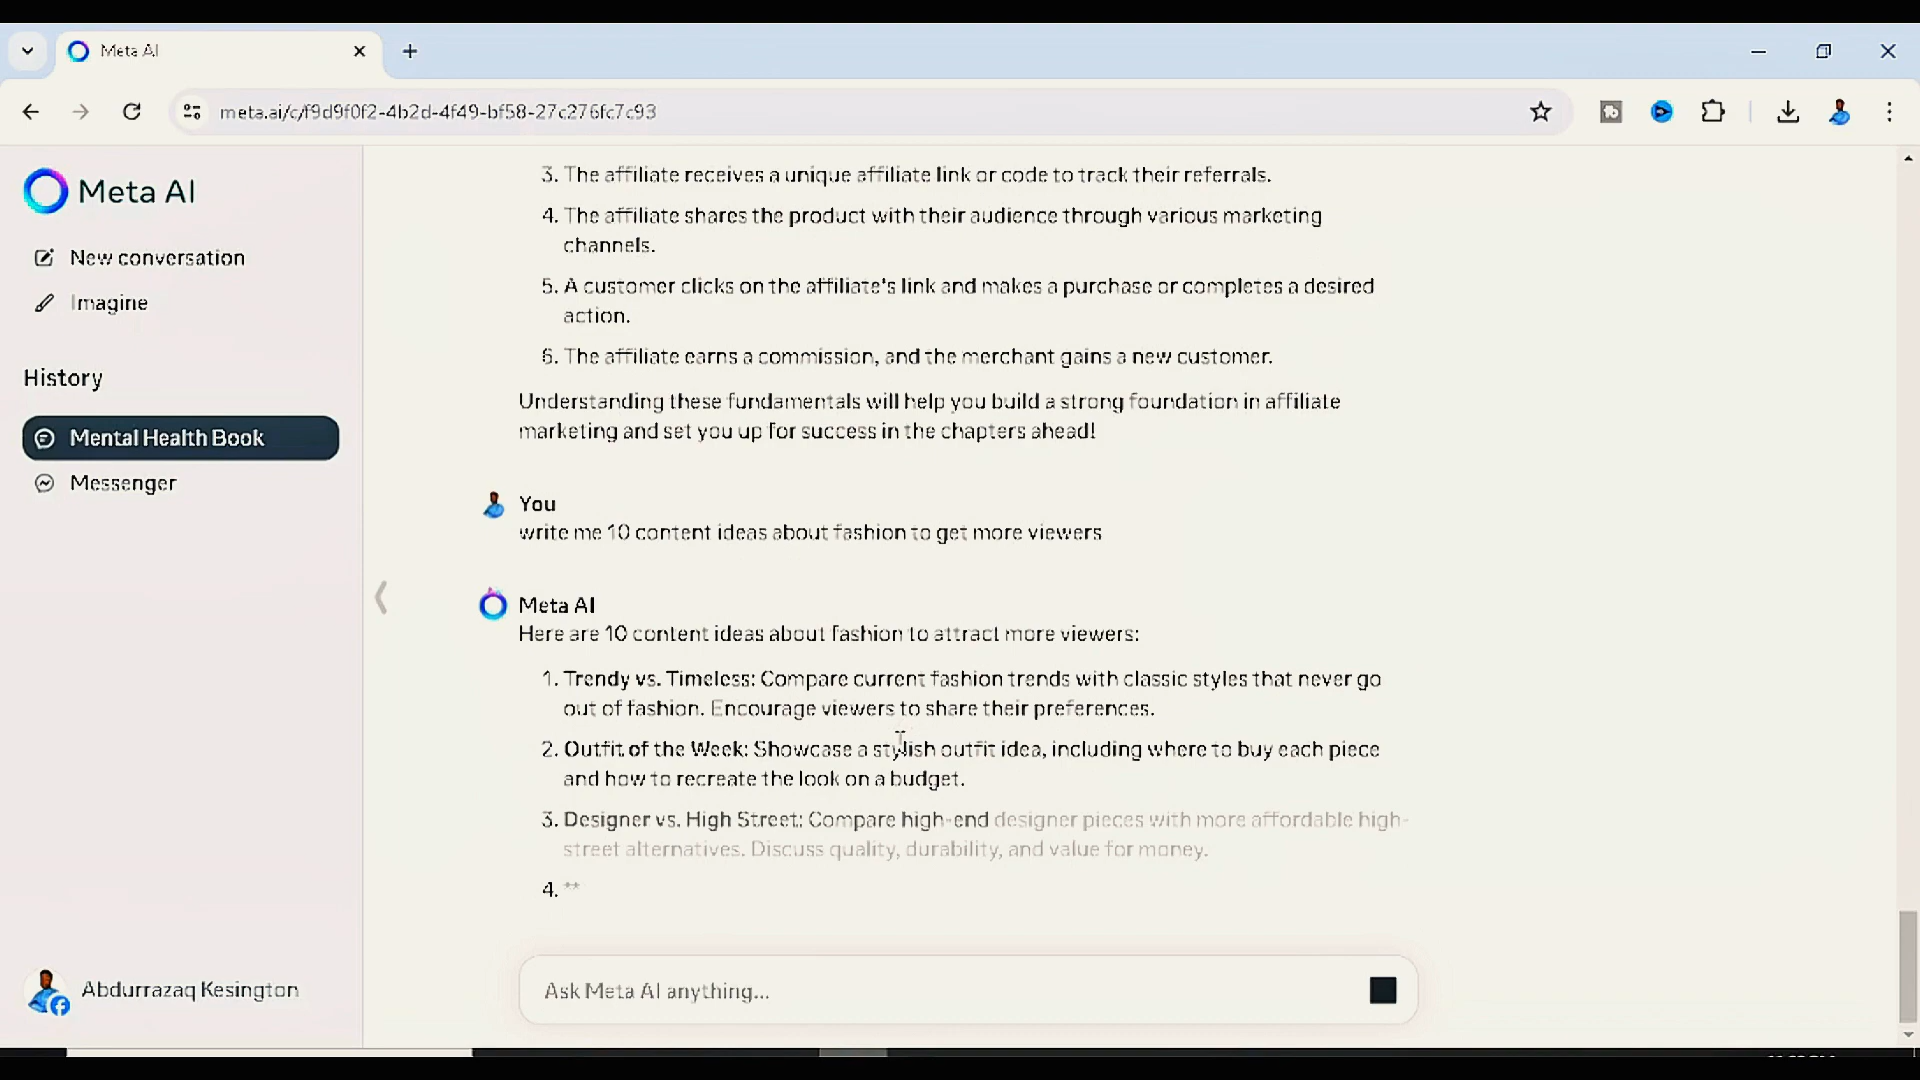 Meta AI
meta.ai/c/f9d9f0f2-4b2d-4f49-bf58-27c276fc7c93
Meta AI
New conversation
Imagine
History
Mental Health Book
Messenger
Abdurrazaq Kesington
3. The affiliate receives a unique affiliate link or code to track their referrals.
4. The affiliate shares the product with their audience through various marketing
channels.
5. A customer clicks on the affiliate's link and makes a purchase or completes a desired
action.
6. The affiliate earns a commission, and the merchant gains a new customer.
Understanding these fundamentals will help you build a strong foundation in affiliate
marketing and set you up for success in the chapters ahead!
You
write me 10 content ideas about fashion to get more viewers
Meta AI
Here are 10 content ideas about fashion to attract more viewers:
1. Trendy vs. Timeless: Compare current fashion trends with classic styles that never go
out of fashion. Encourage viewers to share their preferences.
2. Outfit of the Week: Showcase a stylish outfit idea, including where to buy each piece
and how to recreate the look on a budget.
3. Designer vs. High Street: Compare high-end designer pieces with more affordable high-
street alternatives. Discuss quality, durability, and value for money.
4. **
Ask Meta AI anything...